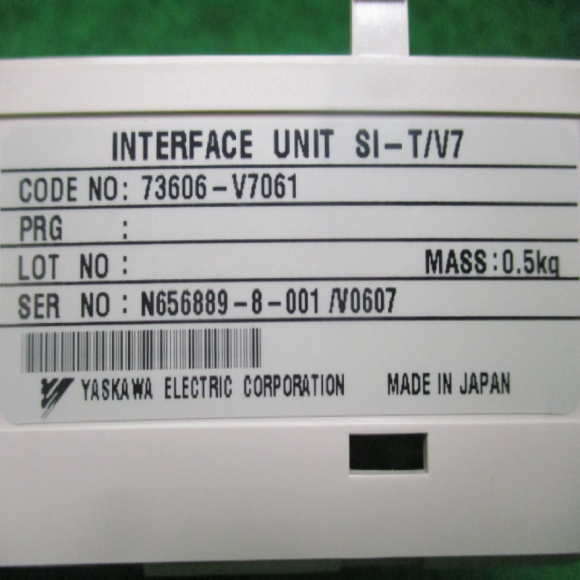 INTERFACE UNIT SI-T/V7
CODE NO: 73606-V7061
PRG :
LOT NO : MASS:0.5kg
SER NO : N656889-8-001/V0607
YASKAWA ELECTRIC CORPORATION MADE IN JAPAN